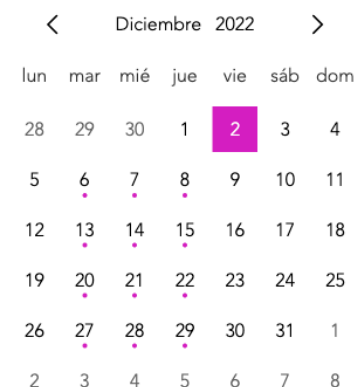 < Diciembre 2022 >
lun mar mié jue vie sáb dom
28 29 30 1 2 3 4
5 6 7 8 9 10 11
12 13 14 15 16 17 18
19 20 21 22 23 24 25
26 27 28 29 30 31 1
2 3 4 5 6 7 8